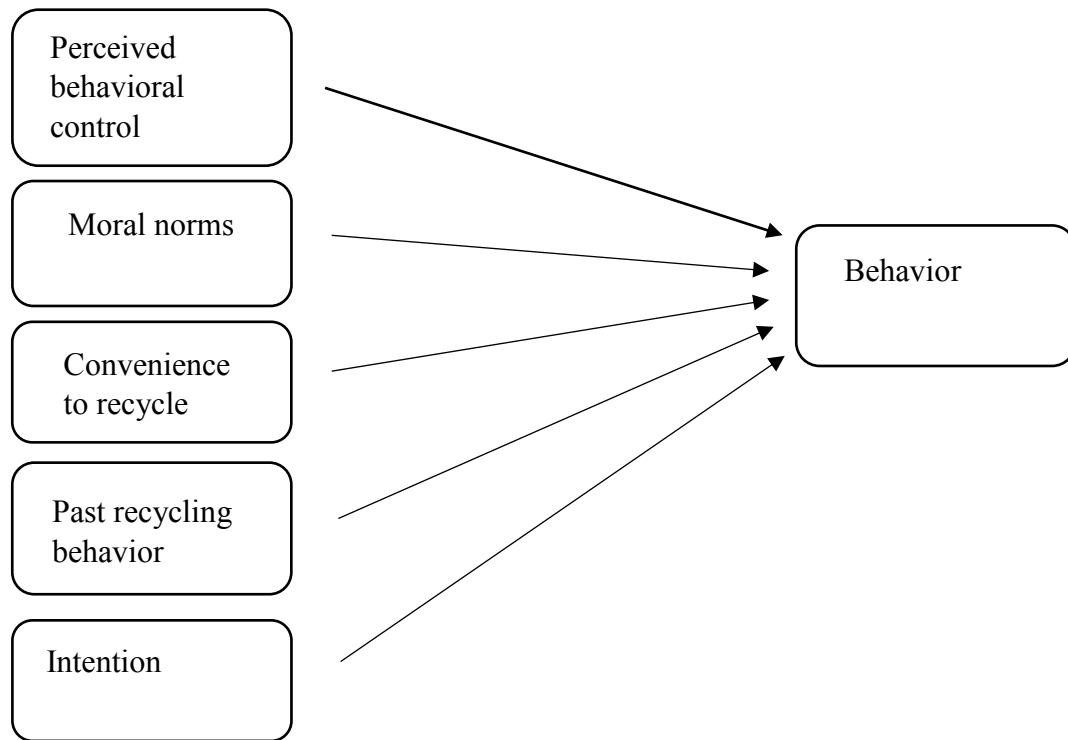 Perceived
behavioral
control
Moral norms
Behavior
Convenience
to recycle
Past recycling
behavior
Intention